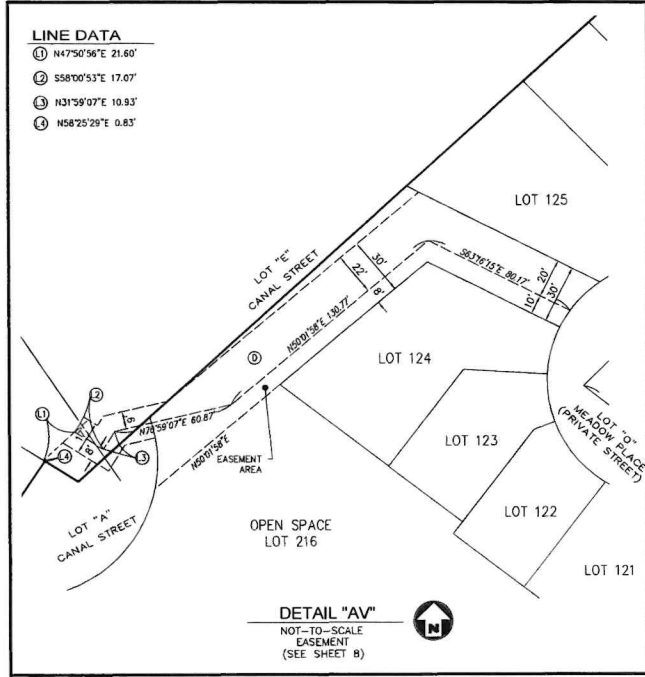 LINE DATA
L1 N47°50'56"E 21.60'
L2 S58°00'53"E 17.07'
L3 N31°59'07"E 10.93'
L4 N58°25'29"E 0.83'
LOT 125
LOT "E"
CANAL STREET
S63°16'15"E 80.17'
30'
22'
8'
20'
30'
10'
N50°01'58"E 130.77'
D
LOT 124
LOT "O"
MEADOW PLACE
(PRIVATE STREET)
L2
L1
N76°59'07"E 60.87'
8'
L4
L3
N50°01'58"E
EASEMENT
AREA
LOT 123
LOT "A"
CANAL STREET
OPEN SPACE
LOT 216
LOT 122
LOT 121
DETAIL "AV"
NOT-TO-SCALE
EASEMENT
(SEE SHEET 8)
N